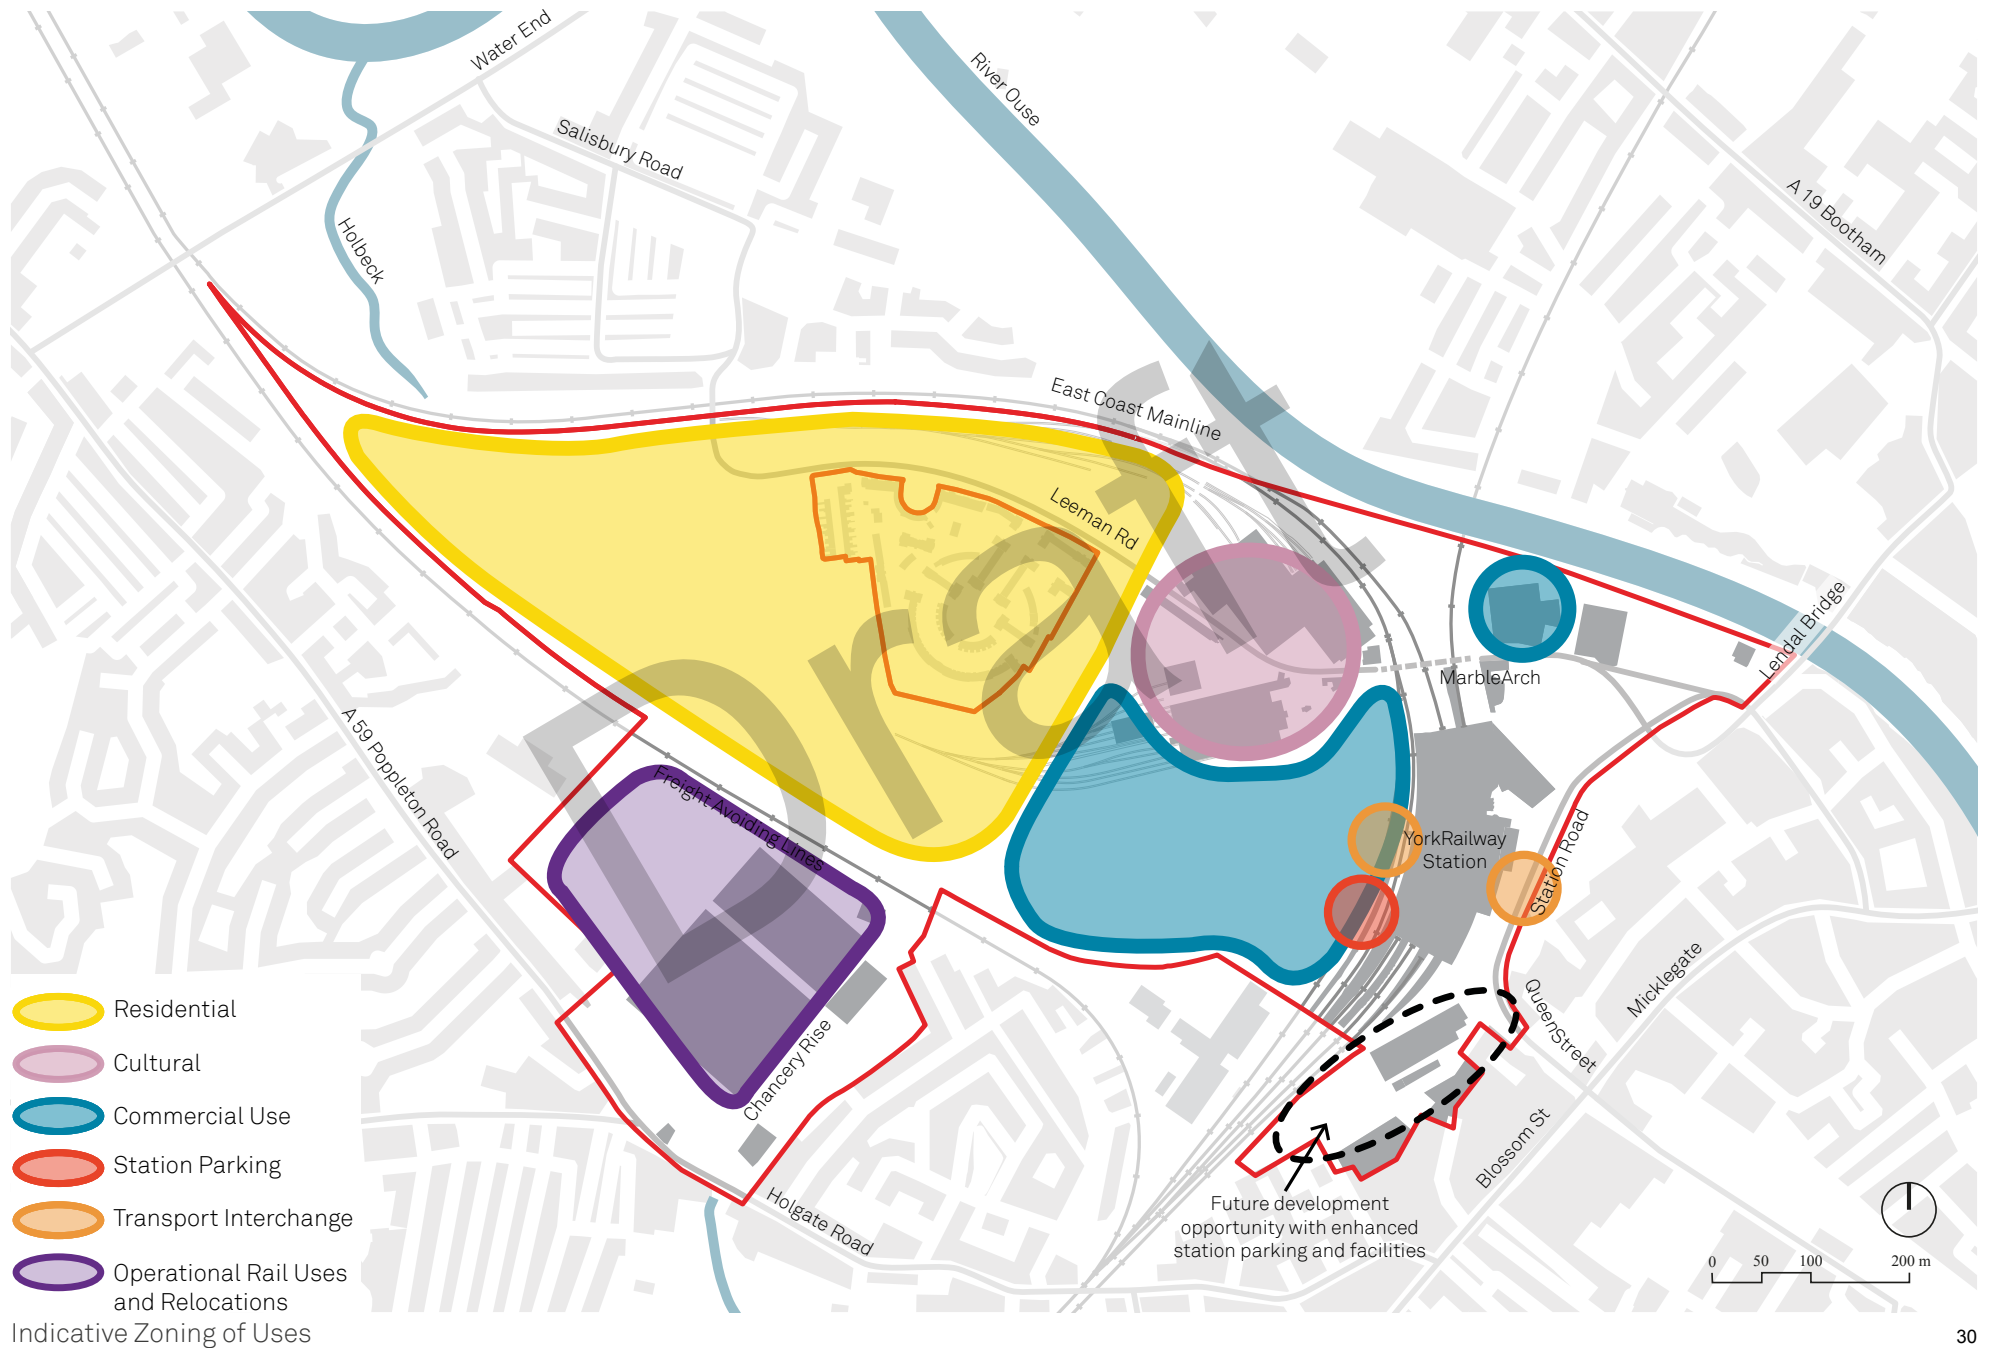 Water End
River Ouse
Salisbury Road
A 19 Bootham
Holbeck
East Coast Mainline
Leeman Rd
Draft
Lendal Bridge
MarbleArch
A 59 Poppleton Road
Freight Avoiding Lines
YorkRailway
Station
Station Road
Micklegate
QueenStreet
Chancery Rise
Blossom St
Holgate Road
Future development
opportunity with enhanced
station parking and facilities
Residential
Cultural
Commercial Use
Station Parking
Transport Interchange
Operational Rail Uses
and Relocations
0 50 100 200 m
Indicative Zoning of Uses
30